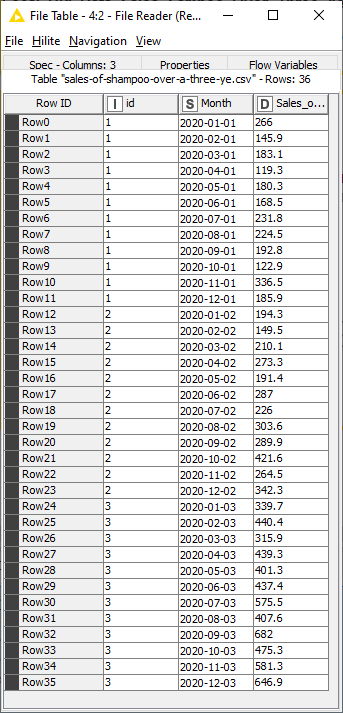 File Table - 4:2 - File Reader (Re...
File Hilite Navigation View
Spec - Columns: 3 Properties Flow Variables
Table "sales-of-shampoo-over-a-three-ye.csv" - Rows: 36
Row ID I id S Month D Sales_o...
Row0 1 2020-01-01 266
Row1 1 2020-02-01 145.9
Row2 1 2020-03-01 183.1
Row3 1 2020-04-01 119.3
Row4 1 2020-05-01 180.3
Row5 1 2020-06-01 168.5
Row6 1 2020-07-01 231.8
Row7 1 2020-08-01 224.5
Row8 1 2020-09-01 192.8
Row9 1 2020-10-01 122.9
Row10 1 2020-11-01 336.5
Row11 1 2020-12-01 185.9
Row12 2 2020-01-02 194.3
Row13 2 2020-02-02 149.5
Row14 2 2020-03-02 210.1
Row15 2 2020-04-02 273.3
Row16 2 2020-05-02 191.4
Row17 2 2020-06-02 287
Row18 2 2020-07-02 226
Row19 2 2020-08-02 303.6
Row20 2 2020-09-02 289.9
Row21 2 2020-10-02 421.6
Row22 2 2020-11-02 264.5
Row23 2 2020-12-02 342.3
Row24 3 2020-01-03 339.7
Row25 3 2020-02-03 440.4
Row26 3 2020-03-03 315.9
Row27 3 2020-04-03 439.3
Row28 3 2020-05-03 401.3
Row29 3 2020-06-03 437.4
Row30 3 2020-07-03 575.5
Row31 3 2020-08-03 407.6
Row32 3 2020-09-03 682
Row33 3 2020-10-03 475.3
Row34 3 2020-11-03 581.3
Row35 3 2020-12-03 646.9